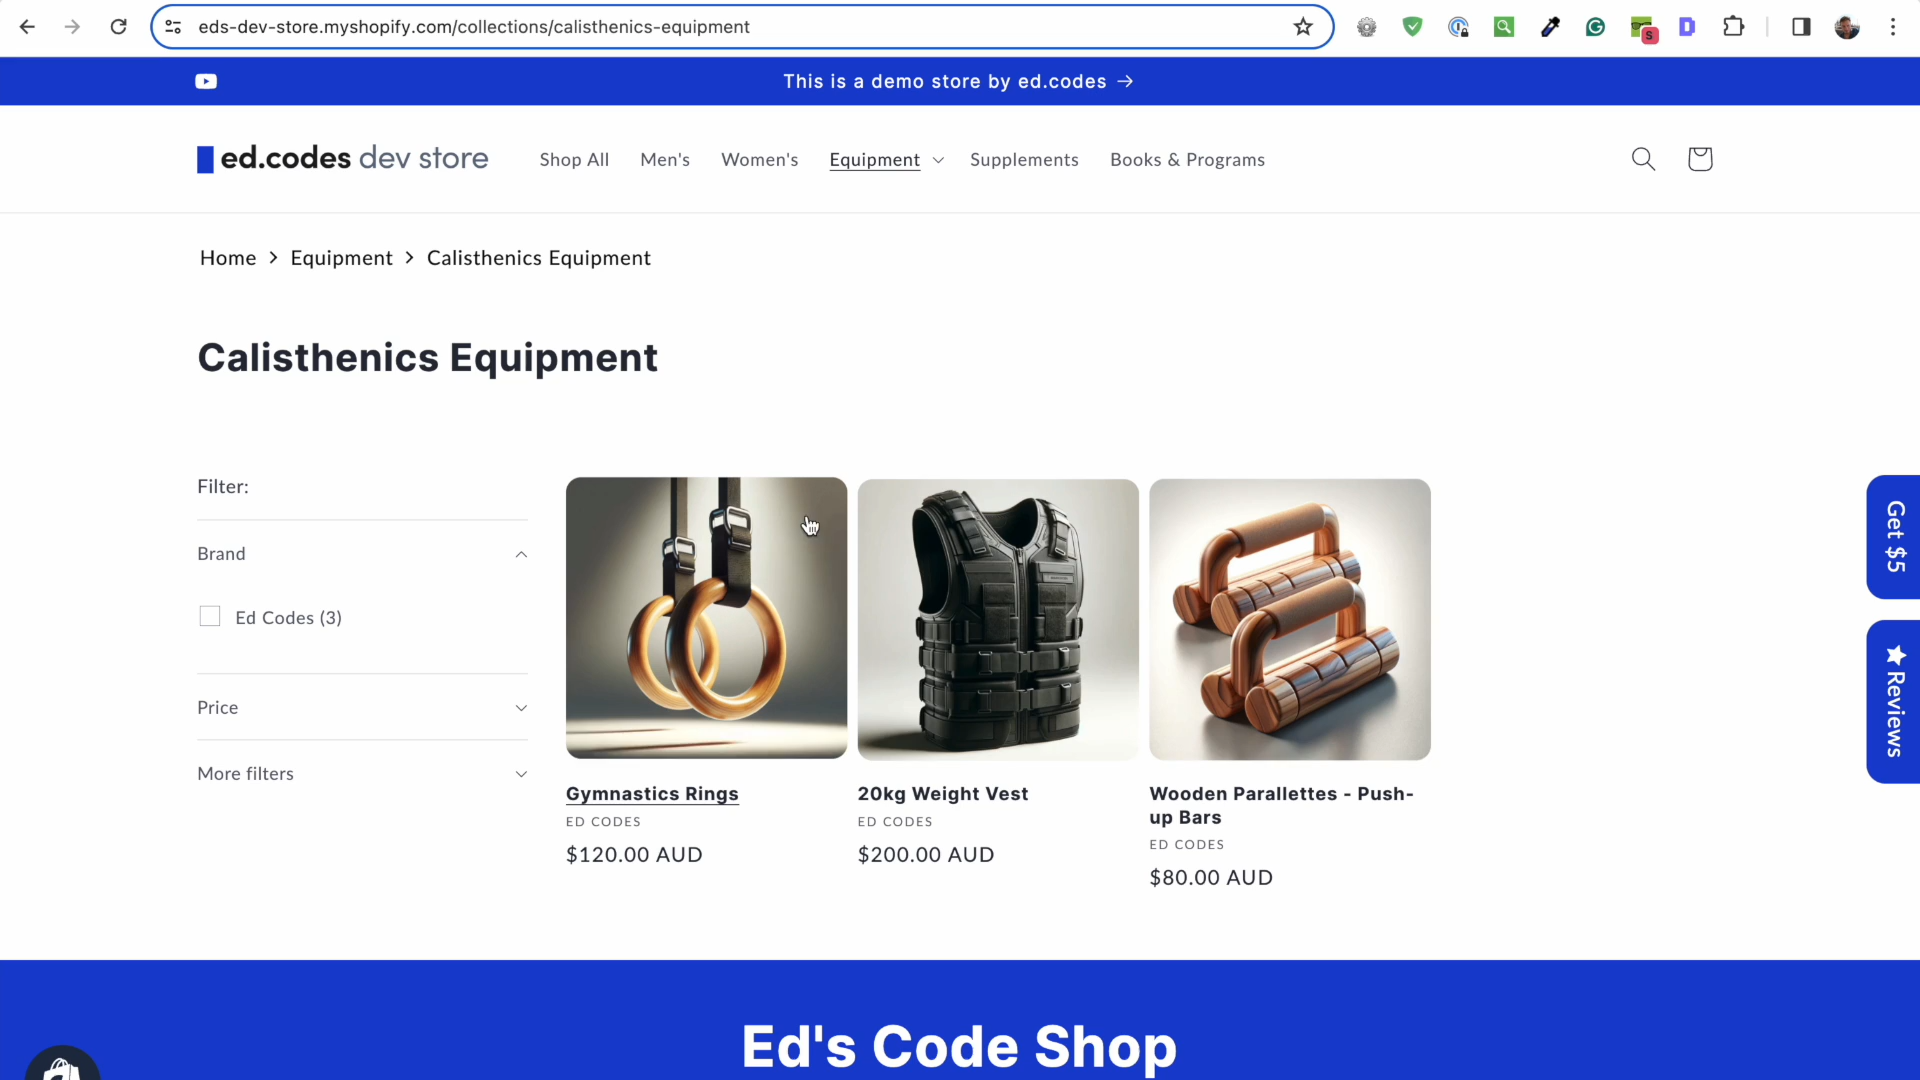 eds-dev-store.myshopify.com/collections/calisthenics-equipment
This is a demo store by ed.codes →
ed.codes dev store
Shop All
Men's
Women's
Equipment
Supplements
Books & Programs
Home > Equipment > Calisthenics Equipment
Calisthenics Equipment
Filter:
Brand
Ed Codes (3)
Price
More filters
Gymnastics Rings
ED CODES
$120.00 AUD
20kg Weight Vest
ED CODES
$200.00 AUD
Wooden Parallettes - Push-
up Bars
ED CODES
$80.00 AUD
Get $5
★ Reviews
Ed's Code Shop